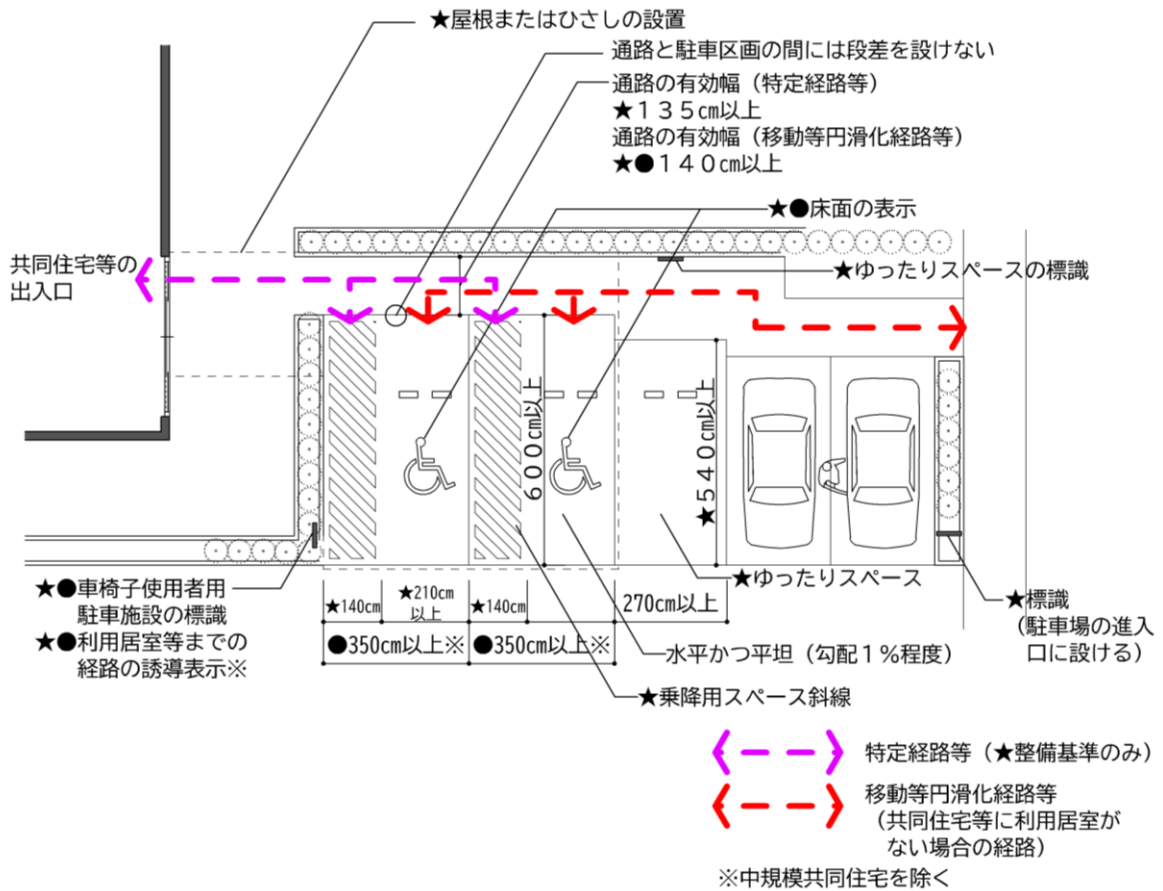 ★屋根またはひさしの設置
通路と駐車区画の間には段差を設けない
通路の有効幅（特定経路等）
★１３５㎝以上
通路の有効幅（移動等円滑化経路等）
★●１４０㎝以上
★●床面の表示
共同住宅等の
出入口
★ゆったりスペースの標識
６００㎝以上
★５４０㎝以上
★ゆったりスペース
★●車椅子使用者用
駐車施設の標識
★●利用居室等までの
経路の誘導表示※
★140㎝
★210㎝
以上
★140㎝
270㎝以上
●350㎝以上※
●350㎝以上※
★標識
（駐車場の進入
口に設ける）
水平かつ平坦（勾配１％程度）
★乗降用スペース斜線
特定経路等（★整備基準のみ）
移動等円滑化経路等
（共同住宅等に利用居室が
ない場合の経路）
※中規模共同住宅を除く